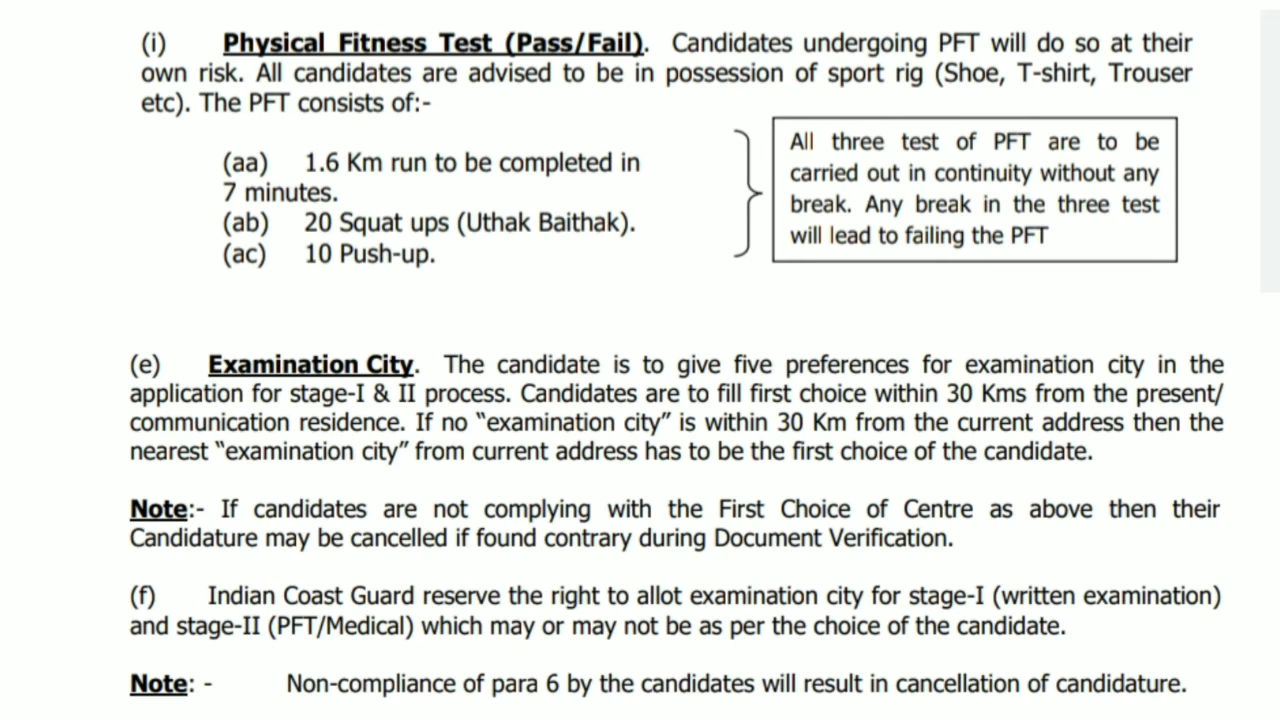 (i) Physical Fitness Test (Pass/Fail). Candidates undergoing PFT will do so at their
own risk. All candidates are advised to be in possession of sport rig (Shoe, T-shirt, Trouser
etc). The PFT consists of:-
(aa) 1.6 Km run to be completed in
7 minutes.
(ab) 20 Squat ups (Uthak Baithak).
(ac) 10 Push-up.
All three test of PFT are to be
carried out in continuity without any
break. Any break in the three test
will lead to failing the PFT
(e) Examination City. The candidate is to give five preferences for examination city in the
application for stage-I & II process. Candidates are to fill first choice within 30 Kms from the present/
communication residence. If no “examination city” is within 30 Km from the current address then the
nearest “examination city” from current address has to be the first choice of the candidate.
Note:- If candidates are not complying with the First Choice of Centre as above then their
Candidature may be cancelled if found contrary during Document Verification.
(f) Indian Coast Guard reserve the right to allot examination city for stage-I (written examination)
and stage-II (PFT/Medical) which may or may not be as per the choice of the candidate.
Note: - Non-compliance of para 6 by the candidates will result in cancellation of candidature.